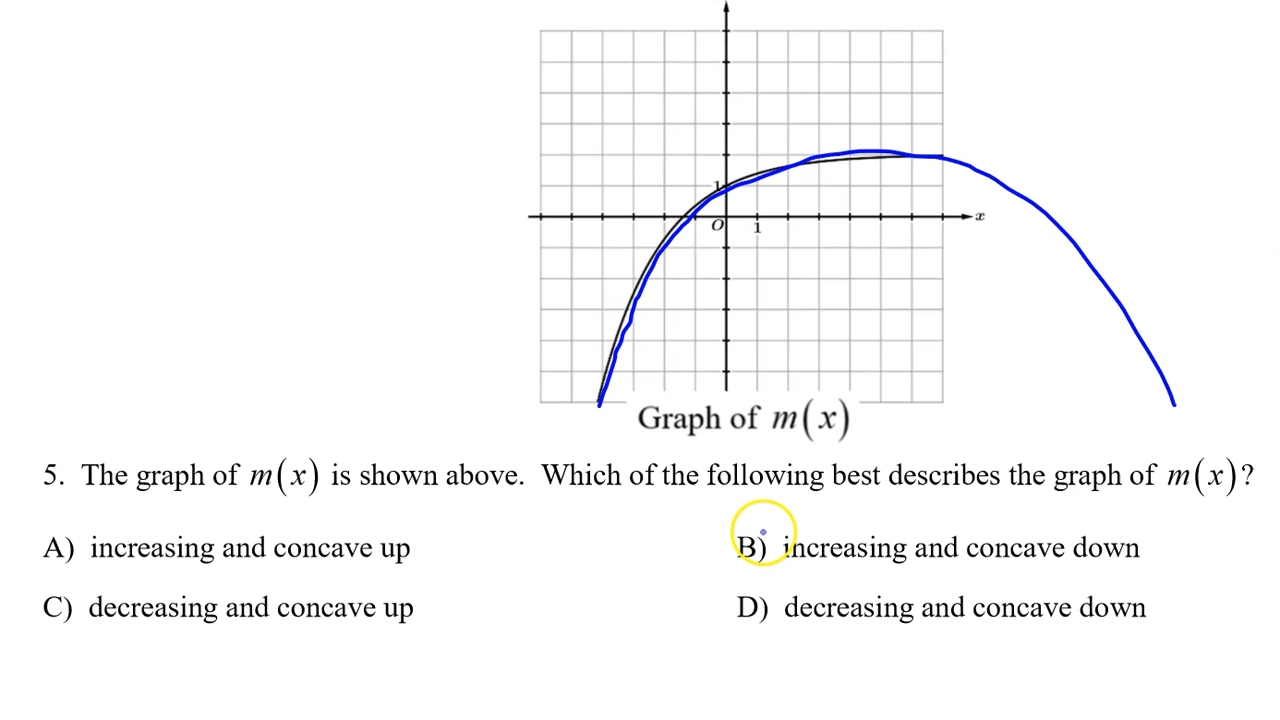 1
O
1
x
Graph of m(x)
5. The graph of m(x) is shown above. Which of the following best describes the graph of m(x)?
A) increasing and concave up
B) increasing and concave down
C) decreasing and concave up
D) decreasing and concave down